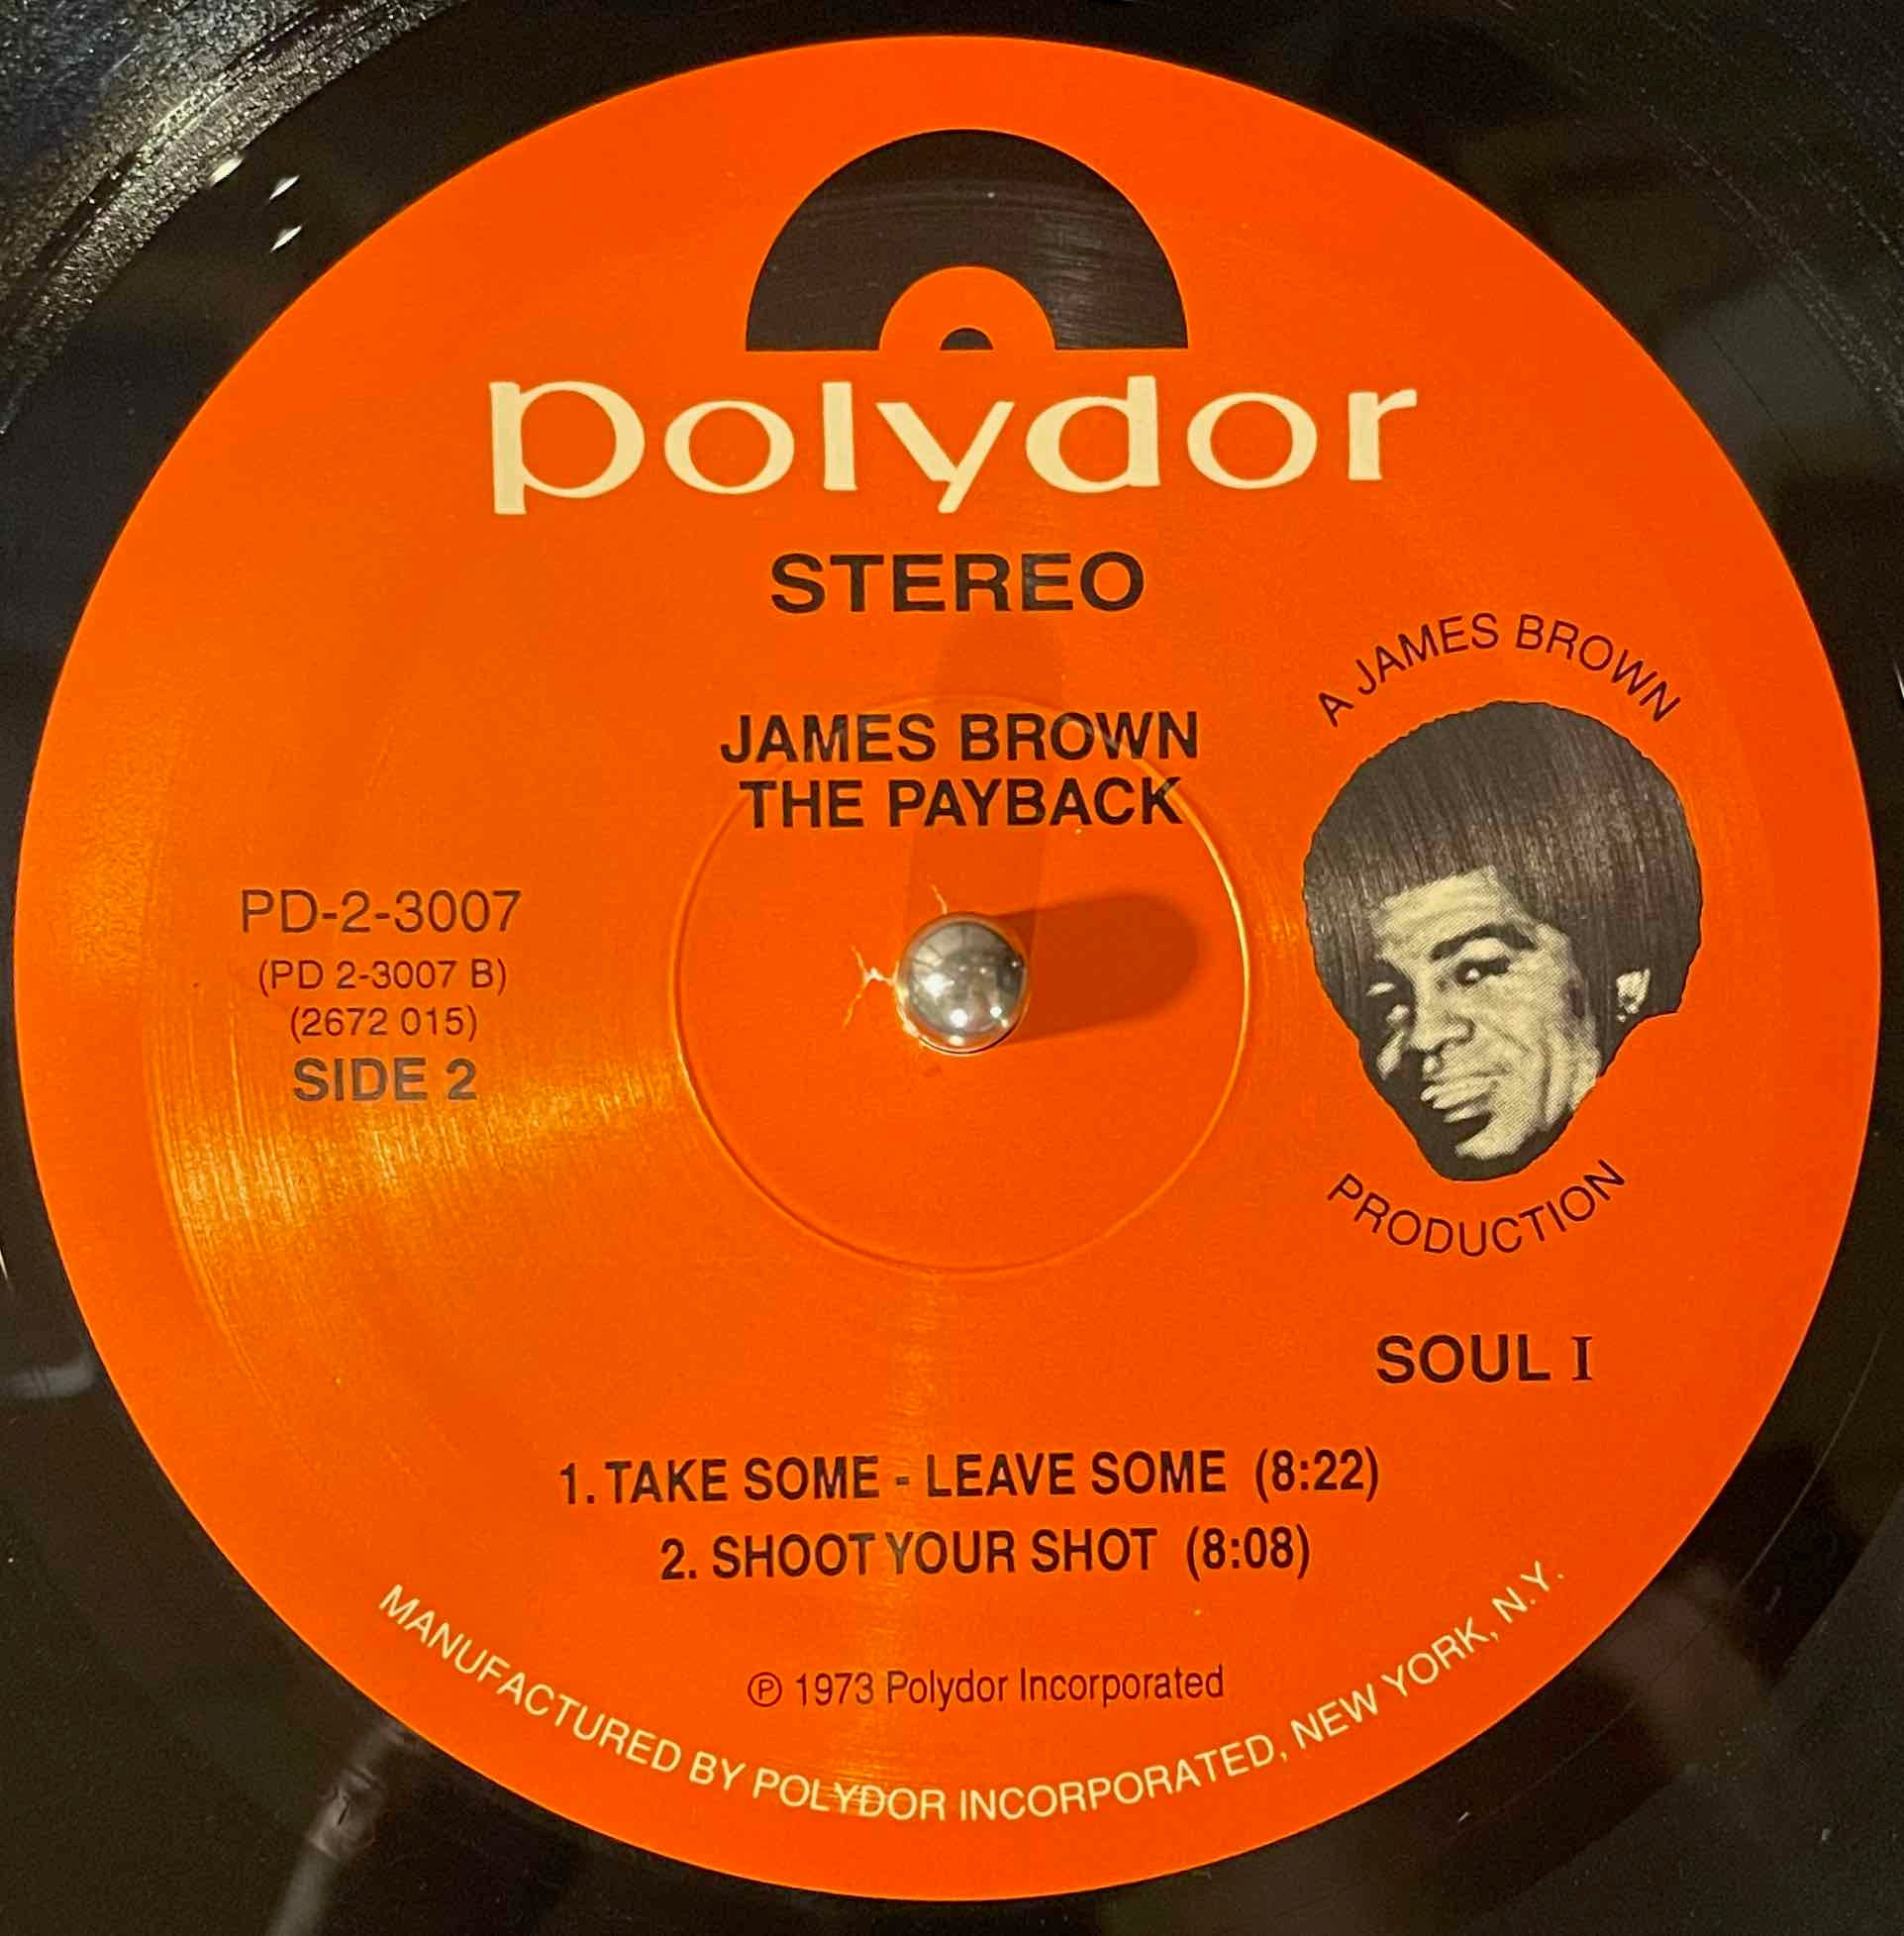 polydor
STEREO
JAMES BROWN
THE PAYBACK
A JAMES BROWN
PRODUCTION
PD-2-3007
(PD 2-3007 B)
(2672 015)
SIDE 2
SOUL I
1. TAKE SOME - LEAVE SOME (8:22)
2. SHOOT YOUR SHOT (8:08)
℗ 1973 Polydor Incorporated
MANUFACTURED BY POLYDOR INCORPORATED, NEW YORK, N.Y.